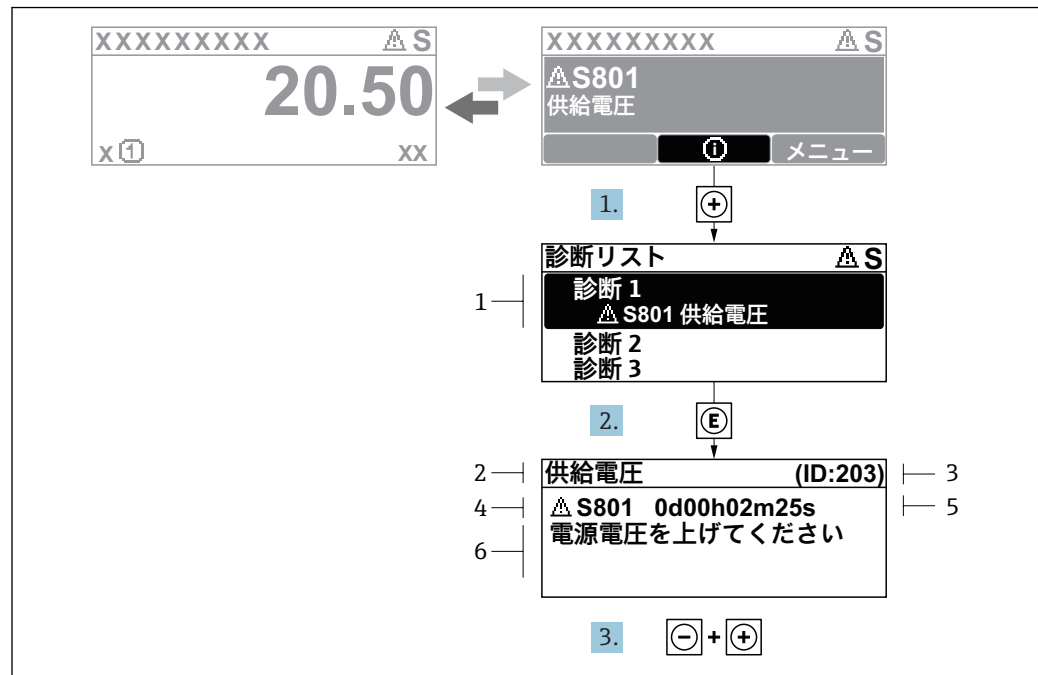 XXXXXXXXX ⚠ S
20.50
x ① xx
XXXXXXXXX ⚠ S
⚠ S801
供給電圧
ⓘ メニュー
1. +
診断リスト ⚠ S
1
診断 1
⚠ S801 供給電圧
診断 2
診断 3
2. E
2 供給電圧 (ID:203) 3
4 ⚠ S801 0d00h02m25s 5
6 電源電圧を上げてください
3. - + +